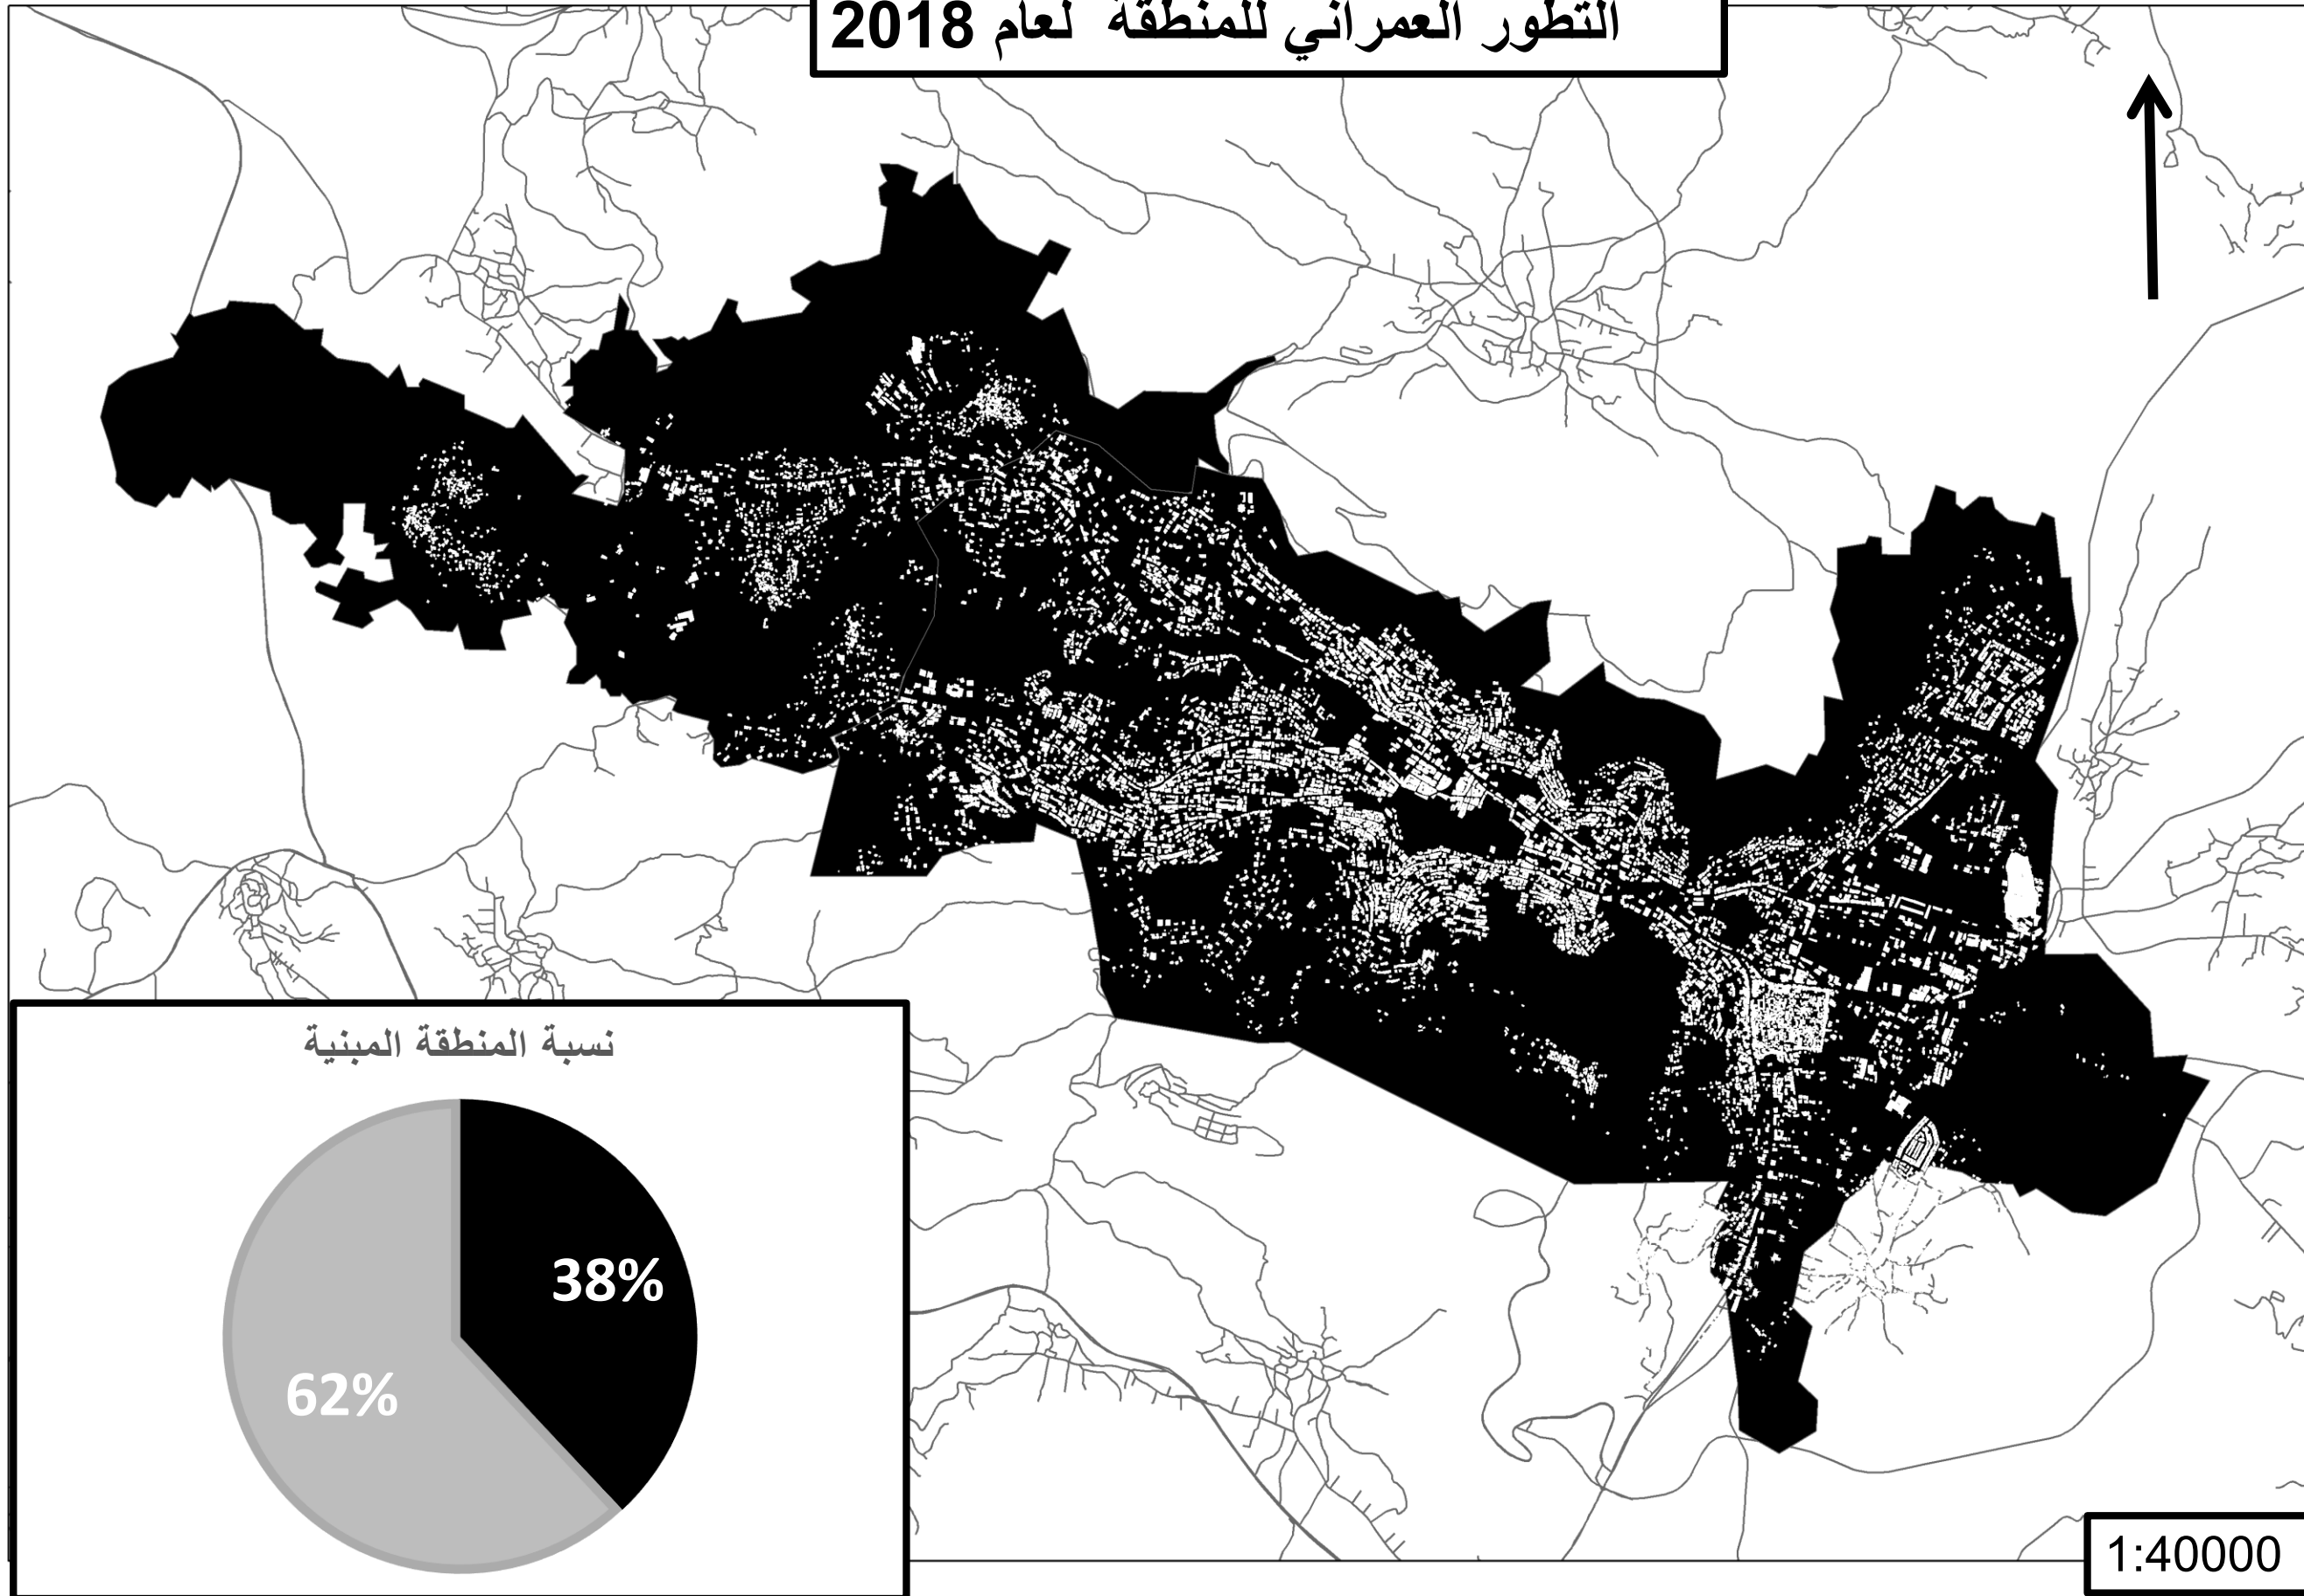 التطور العمراني للمنطقة لعام 2018
نسبة المنطقة المبنية
38%
62%
1:40000